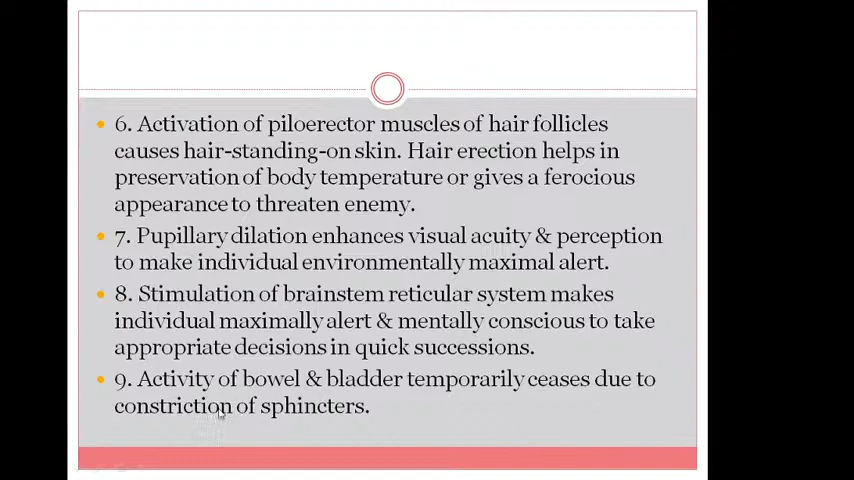 6. Activation of piloerector muscles of hair follicles
causes hair-standing-on skin. Hair erection helps in
preservation of body temperature or gives a ferocious
appearance to threaten enemy.
7. Pupillary dilation enhances visual acuity & perception
to make individual environmentally maximal alert.
8. Stimulation of brainstem reticular system makes
individual maximally alert & mentally conscious to take
appropriate decisions in quick successions.
9. Activity of bowel & bladder temporarily ceases due to
constriction of sphincters.